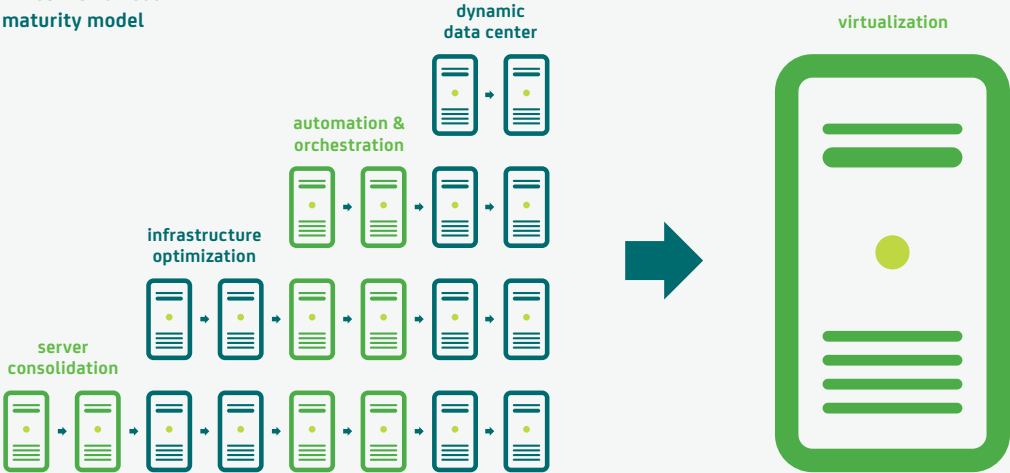 maturity model
dynamic
data center
virtualization
automation &
orchestration
infrastructure
optimization
server
consolidation